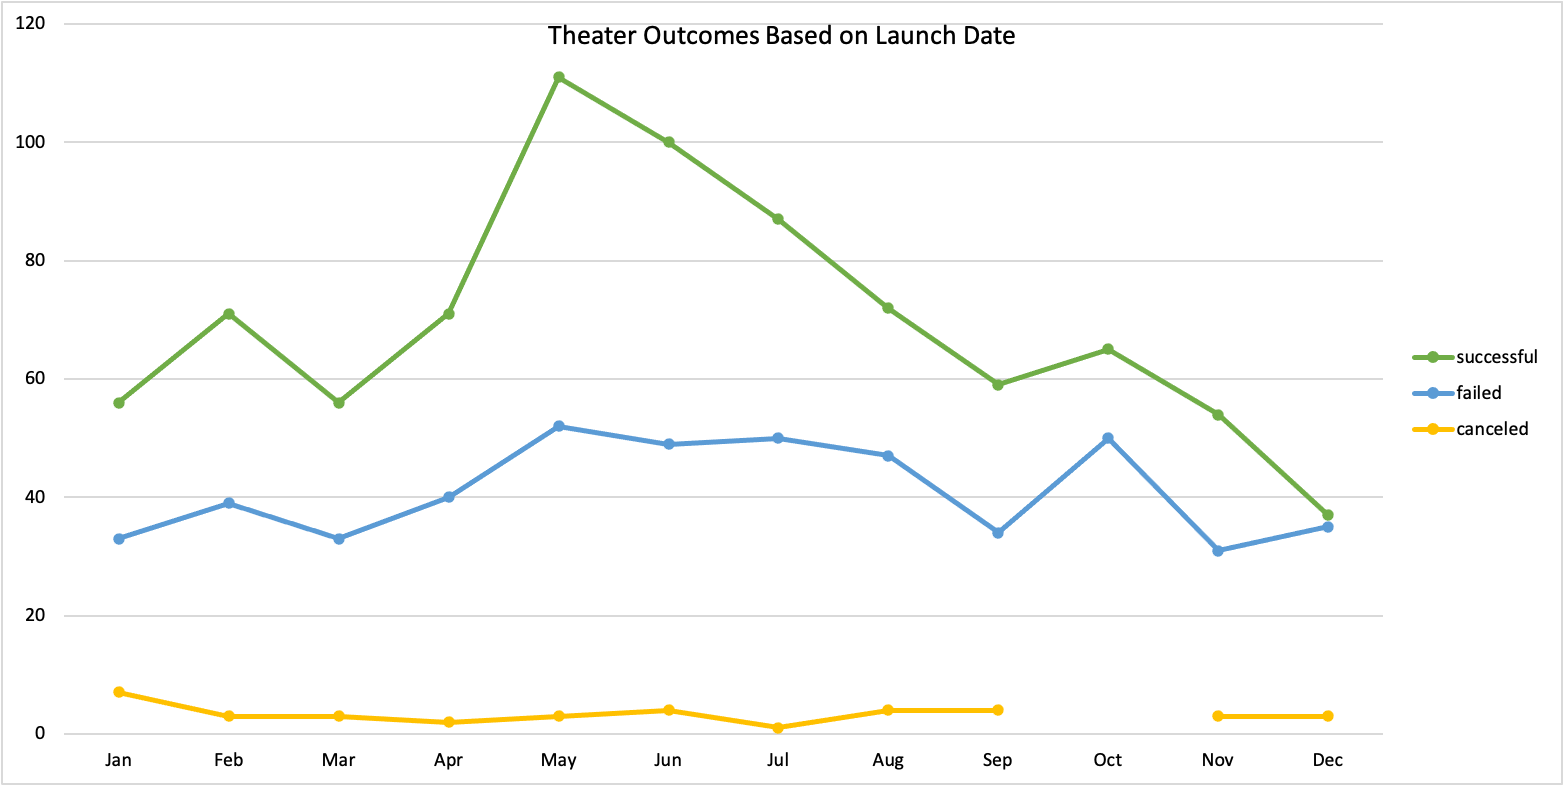 Theater Outcomes Based on Launch Date
120
100
80
60
40
20
0
Jan Feb Mar Apr May Jun Jul Aug Sep Oct Nov Dec
successful
failed
canceled